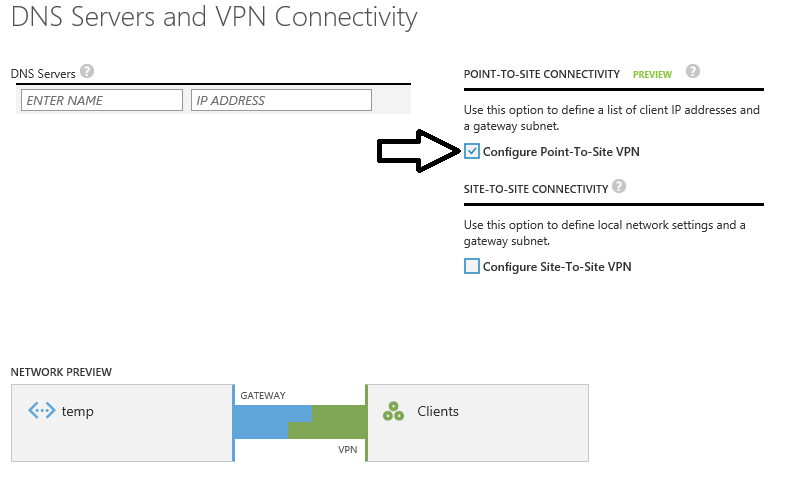 DNS Servers and VPN Connectivity
DNS Servers ?
ENTER NAME
IP ADDRESS
POINT-TO-SITE CONNECTIVITY PREVIEW ?
Use this option to define a list of client IP addresses and
a gateway subnet.
Configure Point-To-Site VPN
SITE-TO-SITE CONNECTIVITY ?
Use this option to define local network settings and a
gateway subnet.
Configure Site-To-Site VPN
NETWORK PREVIEW
temp
GATEWAY
VPN
Clients